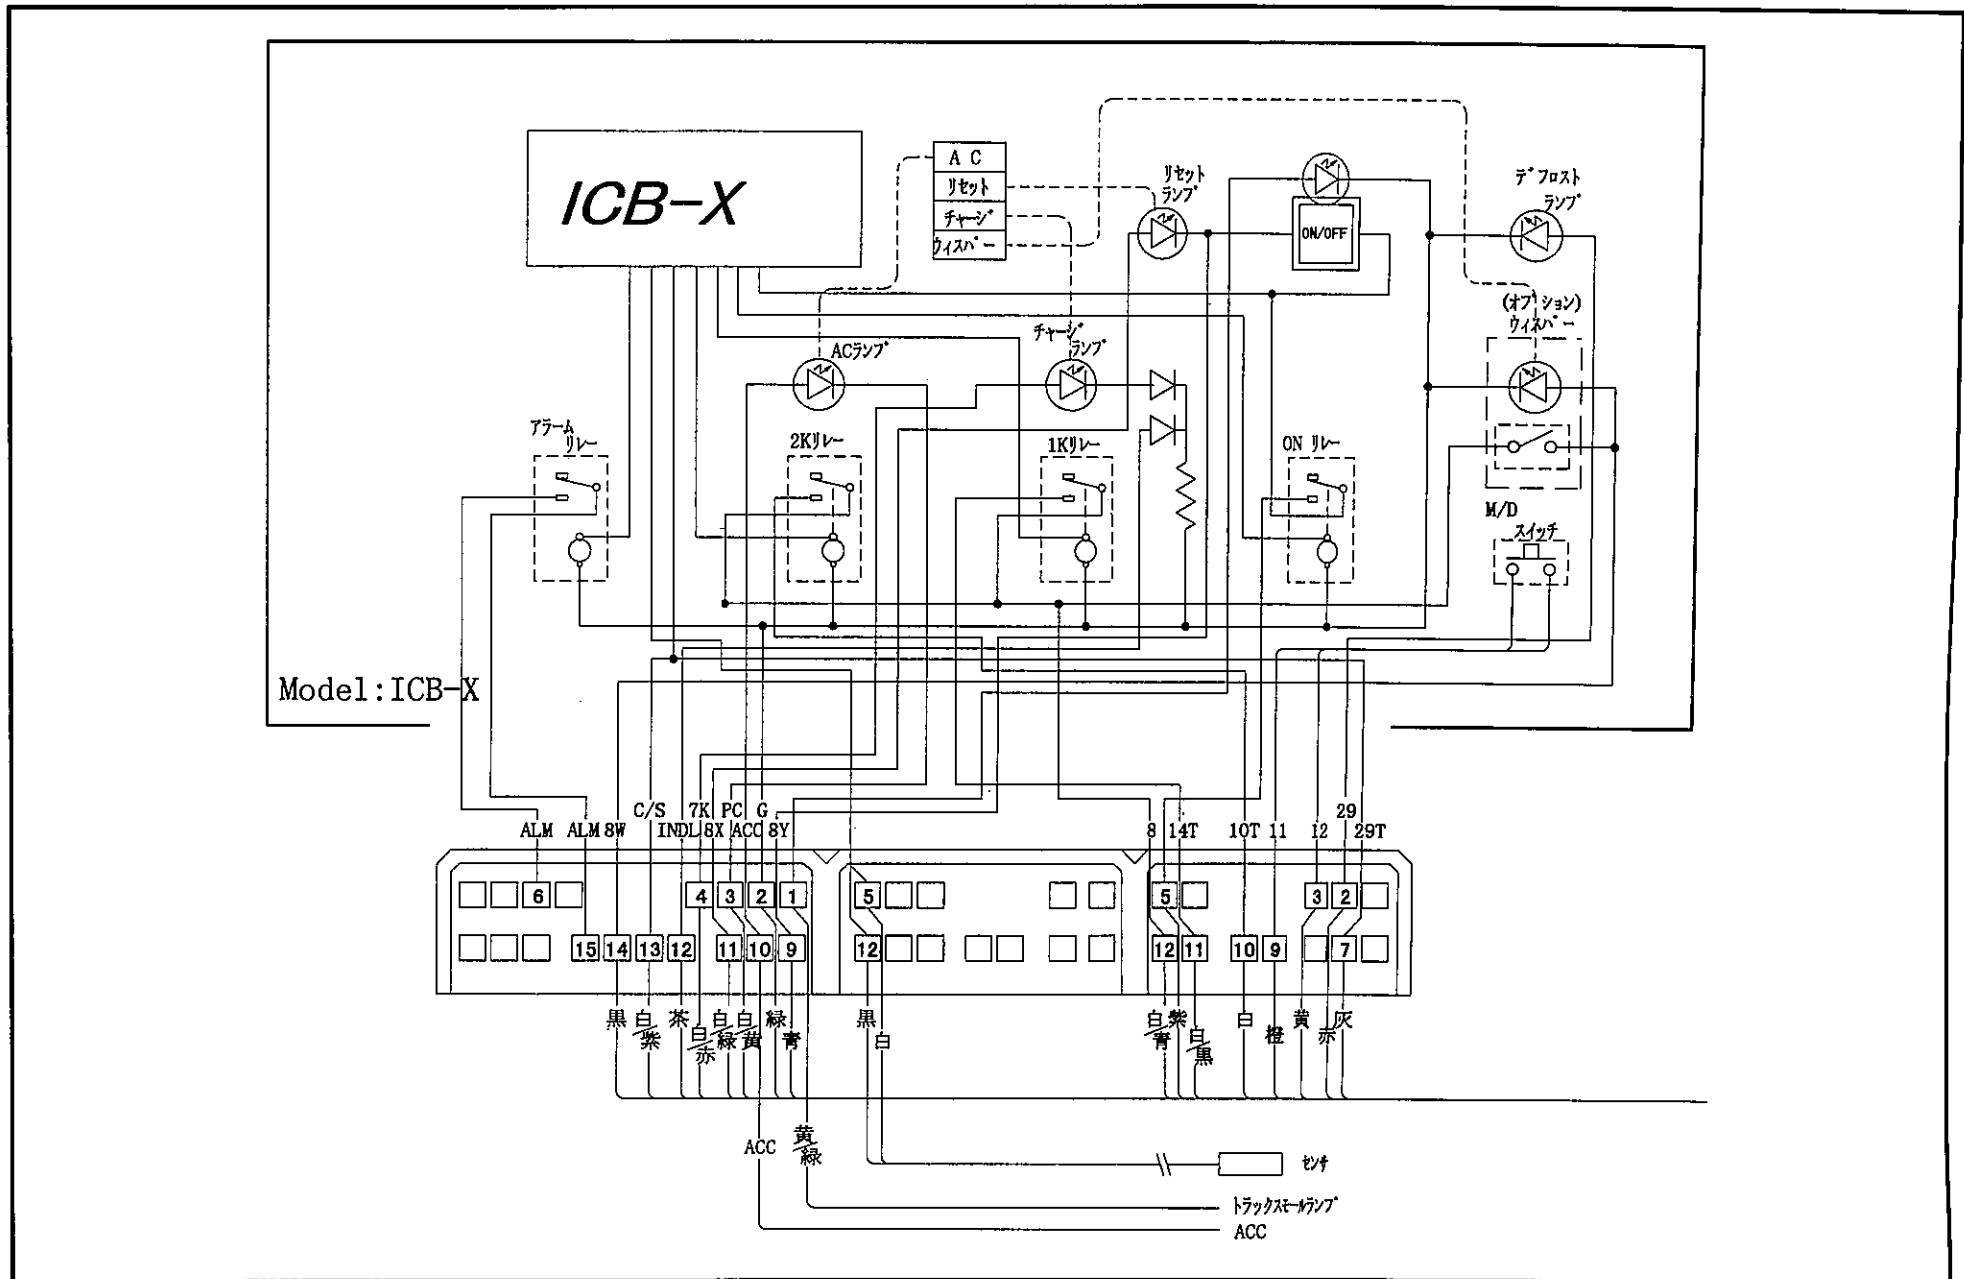 ICB-X
A C
リセット
チャージ
ウィスパー
リセット
ランプ
ON/OFF
デフロスト
ランプ
(オプション)
ウィスパー
ACランプ
チャージ
ランプ
アラーム
リレー
2Kリレー
1Kリレー
ON リレー
M/D
スイッチ
Model:ICB-X
C/S 7K PC G 29
ALM ALM 8W INDL 8X ACC 8Y 8 14T 10T 11 12 29T
6 4 3 2 1 5 5 3 2
15 14 13 12 11 10 9 12 12 11 10 9 7
黒 白/紫 茶 白/赤 白/緑 白/黄 緑 青 黒 白 白/青 紫 白/黒 白 橙 黄 赤 灰
ACC 黄/緑
センサ
トラックスモールランプ
ACC